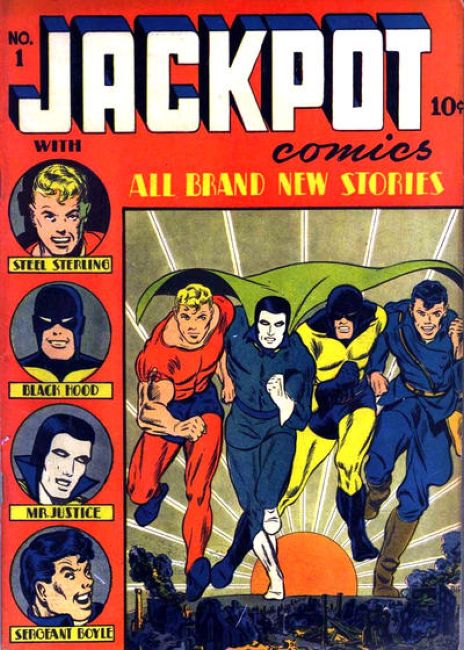 NO. 1
JACKPOT
10¢
WITH
comics
ALL BRAND NEW STORIES
STEEL STERLING
BLACK HOOD
MR. JUSTICE
SERGEANT BOYLE